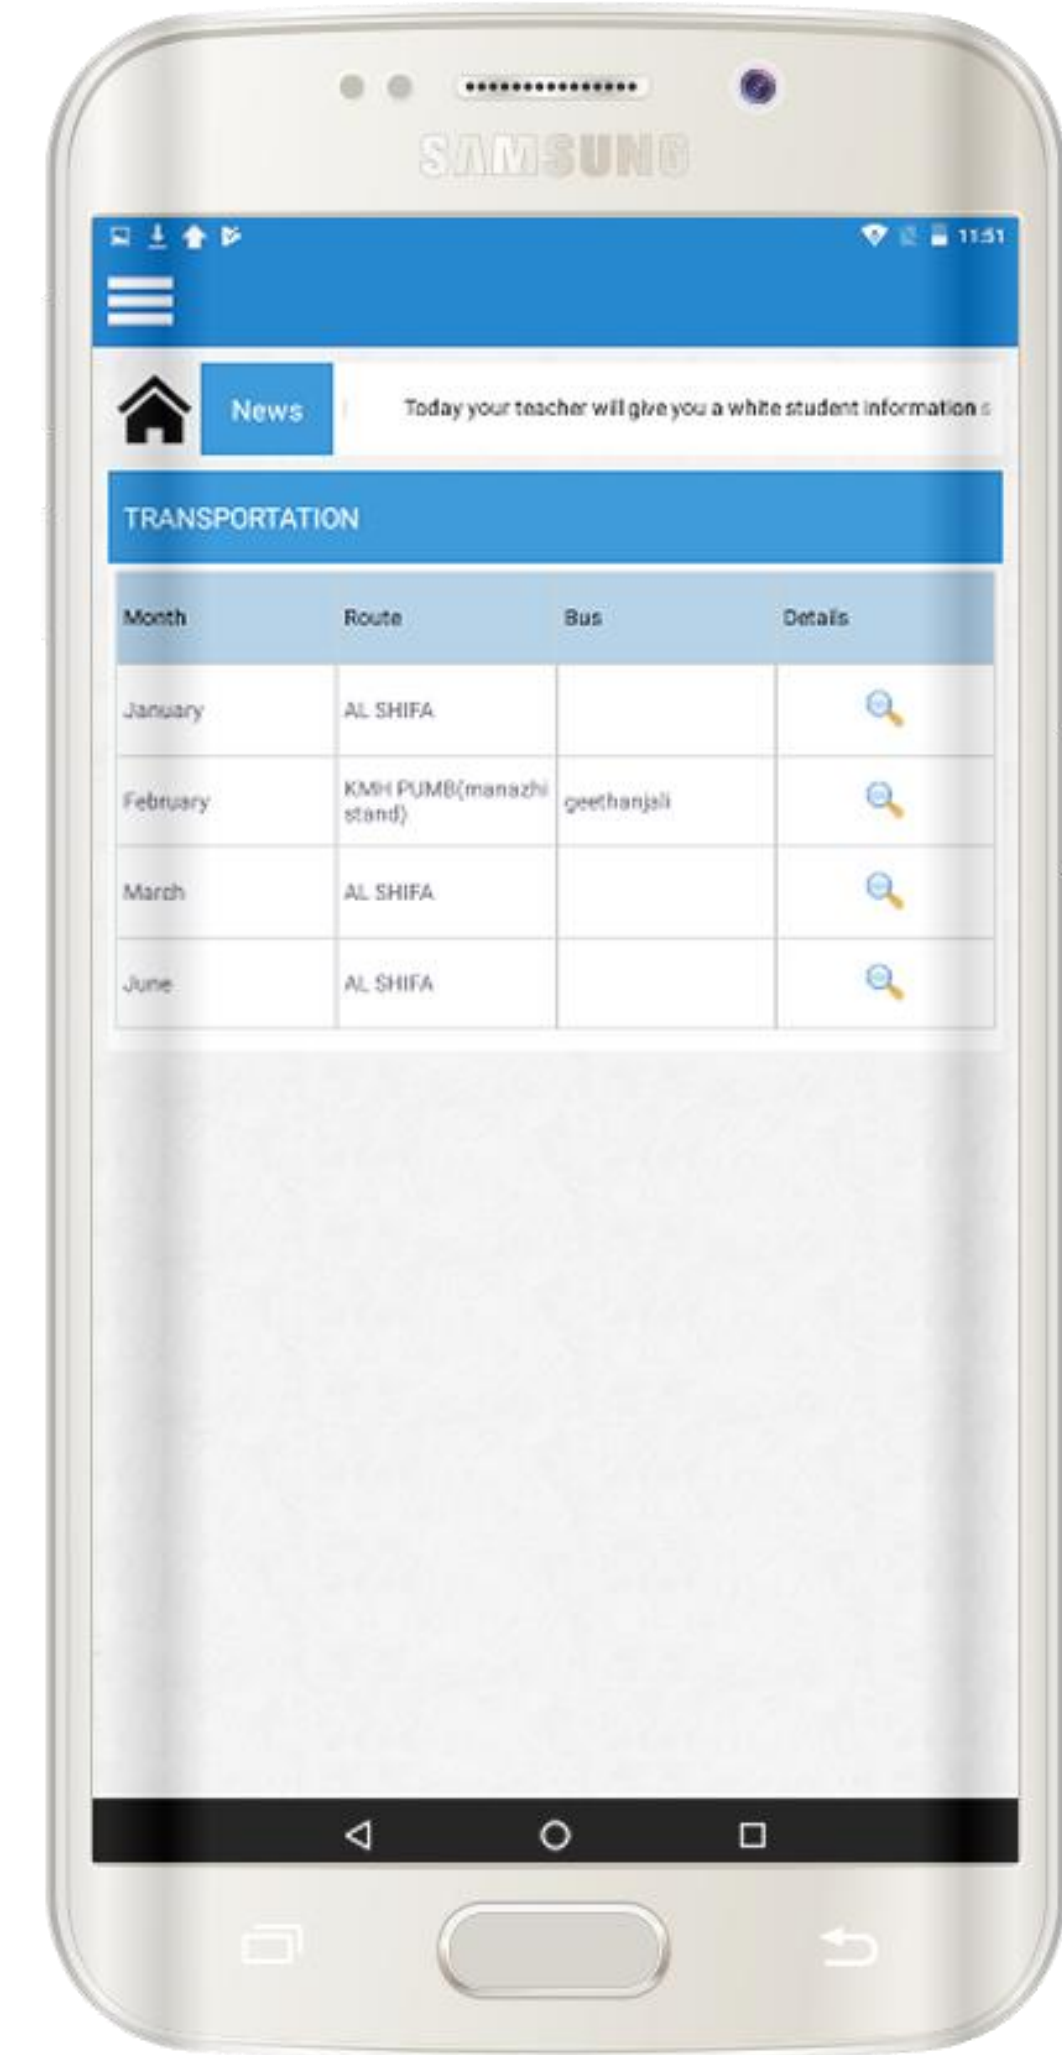 SAMSUNG
11:51
News
Today your teacher will give you a white student information s
TRANSPORTATION
Month Route Bus Details
January AL SHIFA
February KMH PUMB(manazhi stand) geethanjali
March AL SHIFA
June AL SHIFA